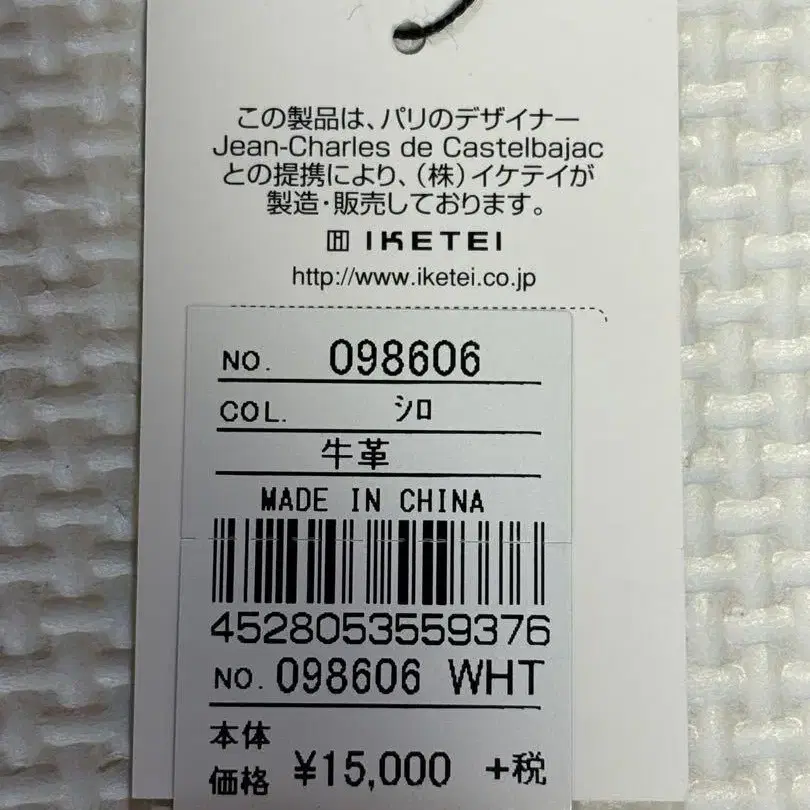 この製品は、パリのデザイナー
Jean-Charles de Castelbajac
との提携により、（株）イケテイが
製造・販売しております。
IKETEI
http://www.iketei.co.jp
NO. 098606
COL. シロ
牛革
MADE IN CHINA
4528053559376
NO. 098606 WHT
本体
価格 ¥15,000 +税